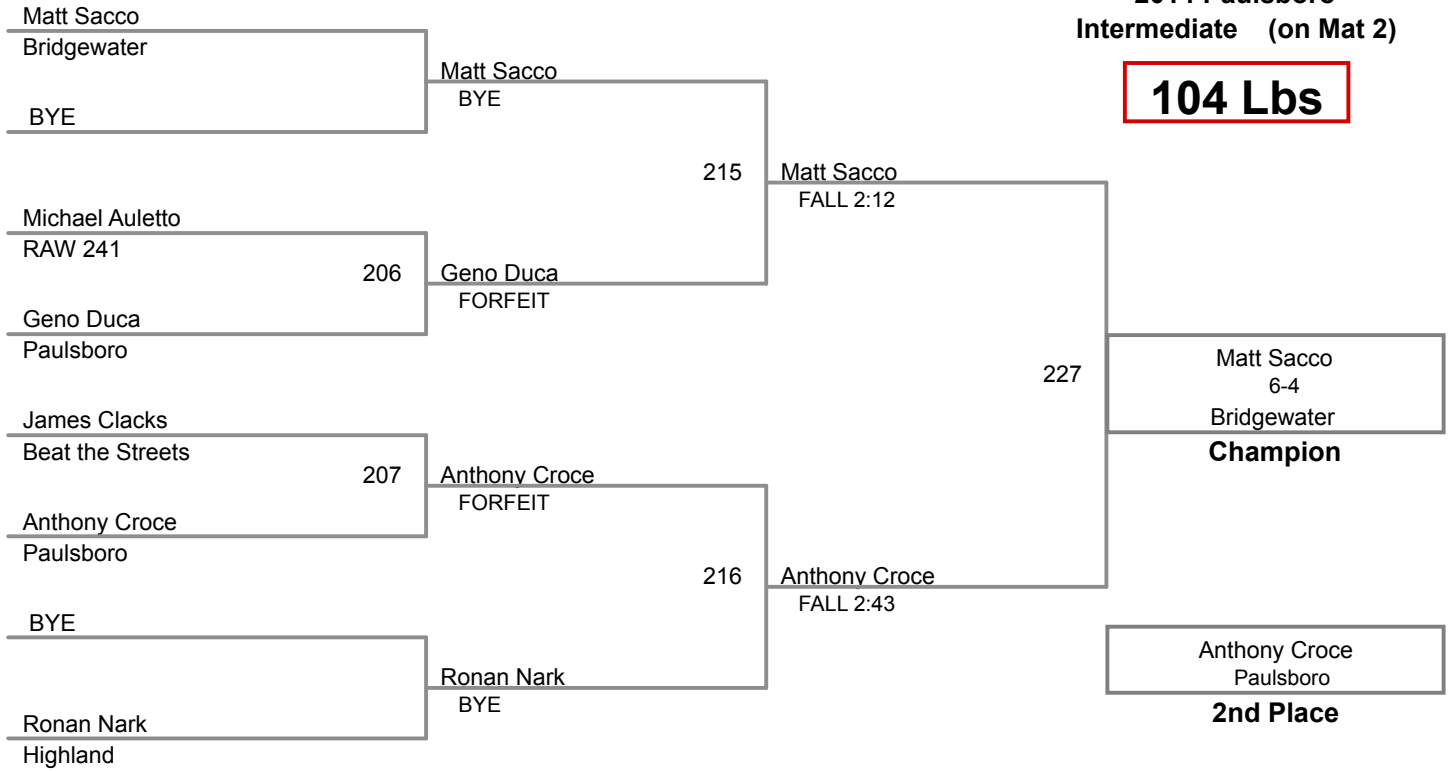 Intermediate (on Mat 2)
104 Lbs
Matt Sacco
Bridgewater
BYE
Michael Auletto
RAW 241
Geno Duca
Paulsboro
James Clacks
Beat the Streets
Anthony Croce
Paulsboro
BYE
Ronan Nark
Highland
206
207
Matt Sacco
BYE
Geno Duca
FORFEIT
Anthony Croce
FORFEIT
Ronan Nark
BYE
215
216
Matt Sacco
FALL 2:12
Anthony Croce
FALL 2:43
227
Matt Sacco
6-4
Bridgewater
Champion
Anthony Croce
Paulsboro
2nd Place